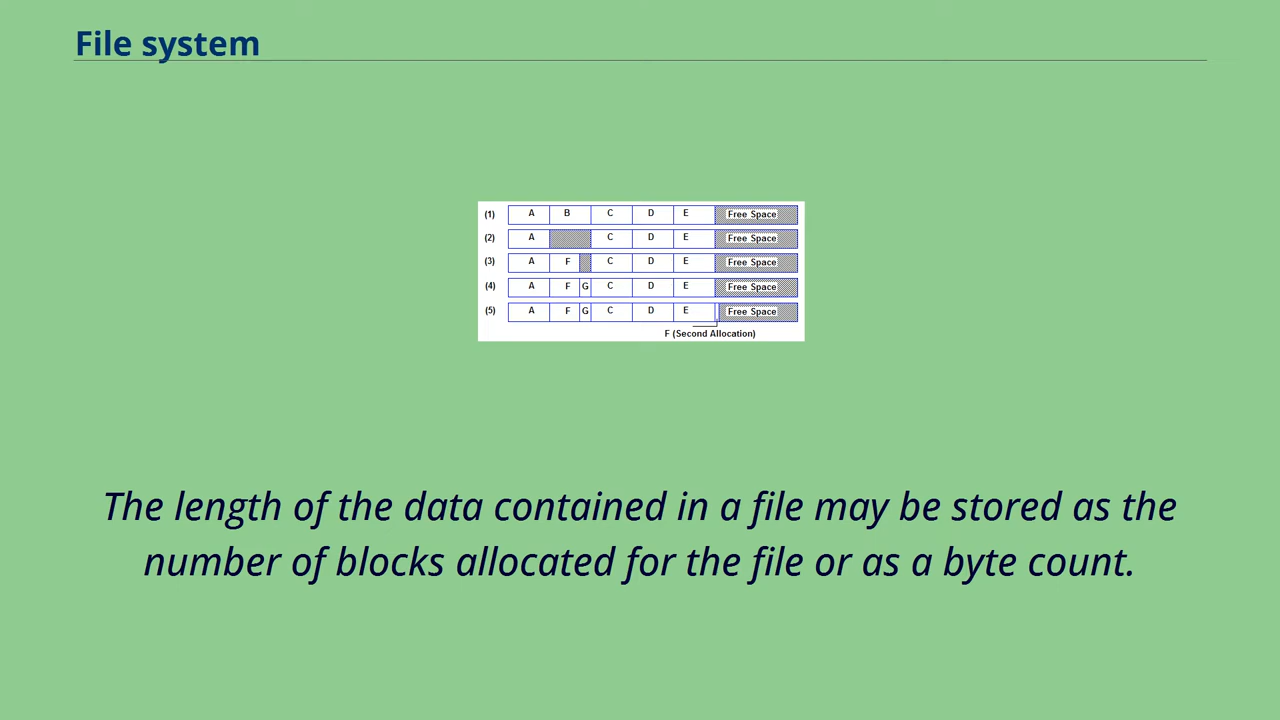 File system
(1) A B C D E Free Space
(2) A C D E Free Space
(3) A F C D E Free Space
(4) A F G C D E Free Space
(5) A F G C D E Free Space
F (Second Allocation)
The length of the data contained in a file may be stored as the
number of blocks allocated for the file or as a byte count.